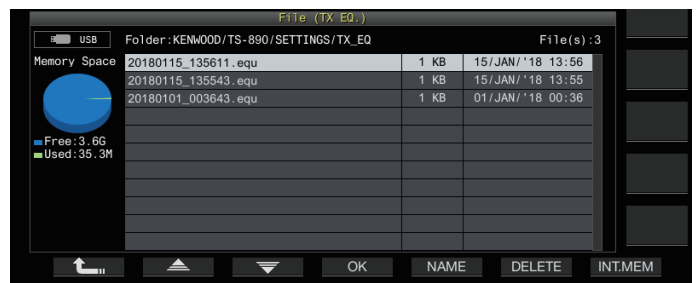 File (TX EQ.)
USB Folder:KENWOOD/TS-890/SETTINGS/TX_EQ File(s):3
Memory Space
20180115_135611.equ 1 KB 15/JAN/'18 13:56
20180115_135543.equ 1 KB 15/JAN/'18 13:55
20180101_003643.equ 1 KB 01/JAN/'18 00:36
Free:3.6G
Used:35.3M
OK NAME DELETE INT.MEM